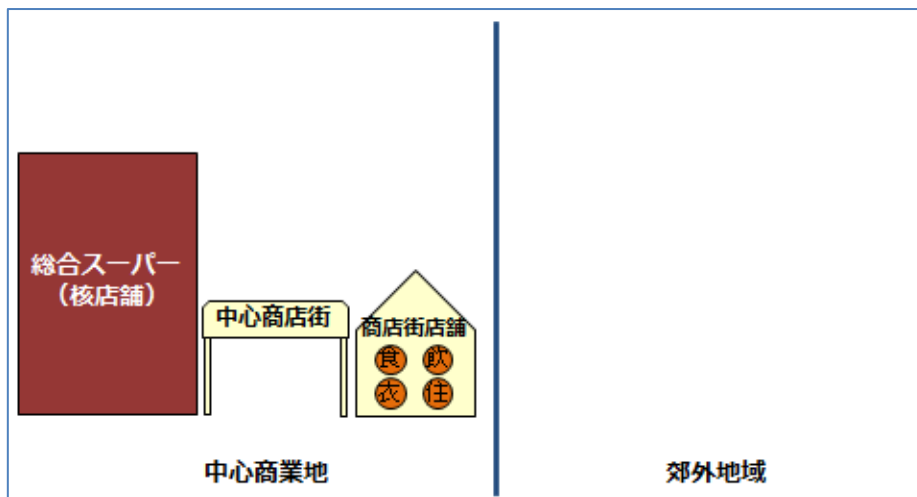 総合スーパー
（核店舗）
中心商店街
商店街店舗
食 飲
衣 住
中心商業地
郊外地域